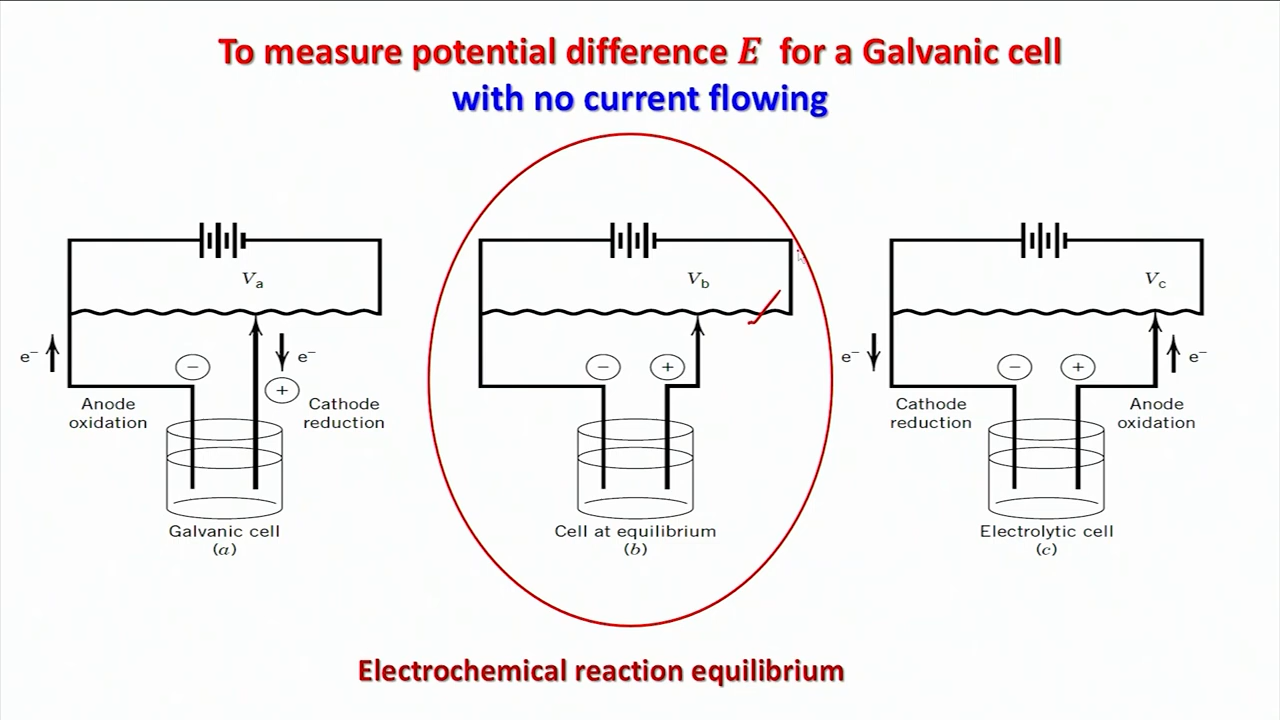 To measure potential difference E for a Galvanic cell
with no current flowing
Va
e⁻
e⁻
−
+
Anode
oxidation
Cathode
reduction
Galvanic cell
(a)
Vb
−
+
Cell at equilibrium
(b)
Vc
e⁻
e⁻
−
+
Cathode
reduction
Anode
oxidation
Electrolytic cell
(c)
Electrochemical reaction equilibrium